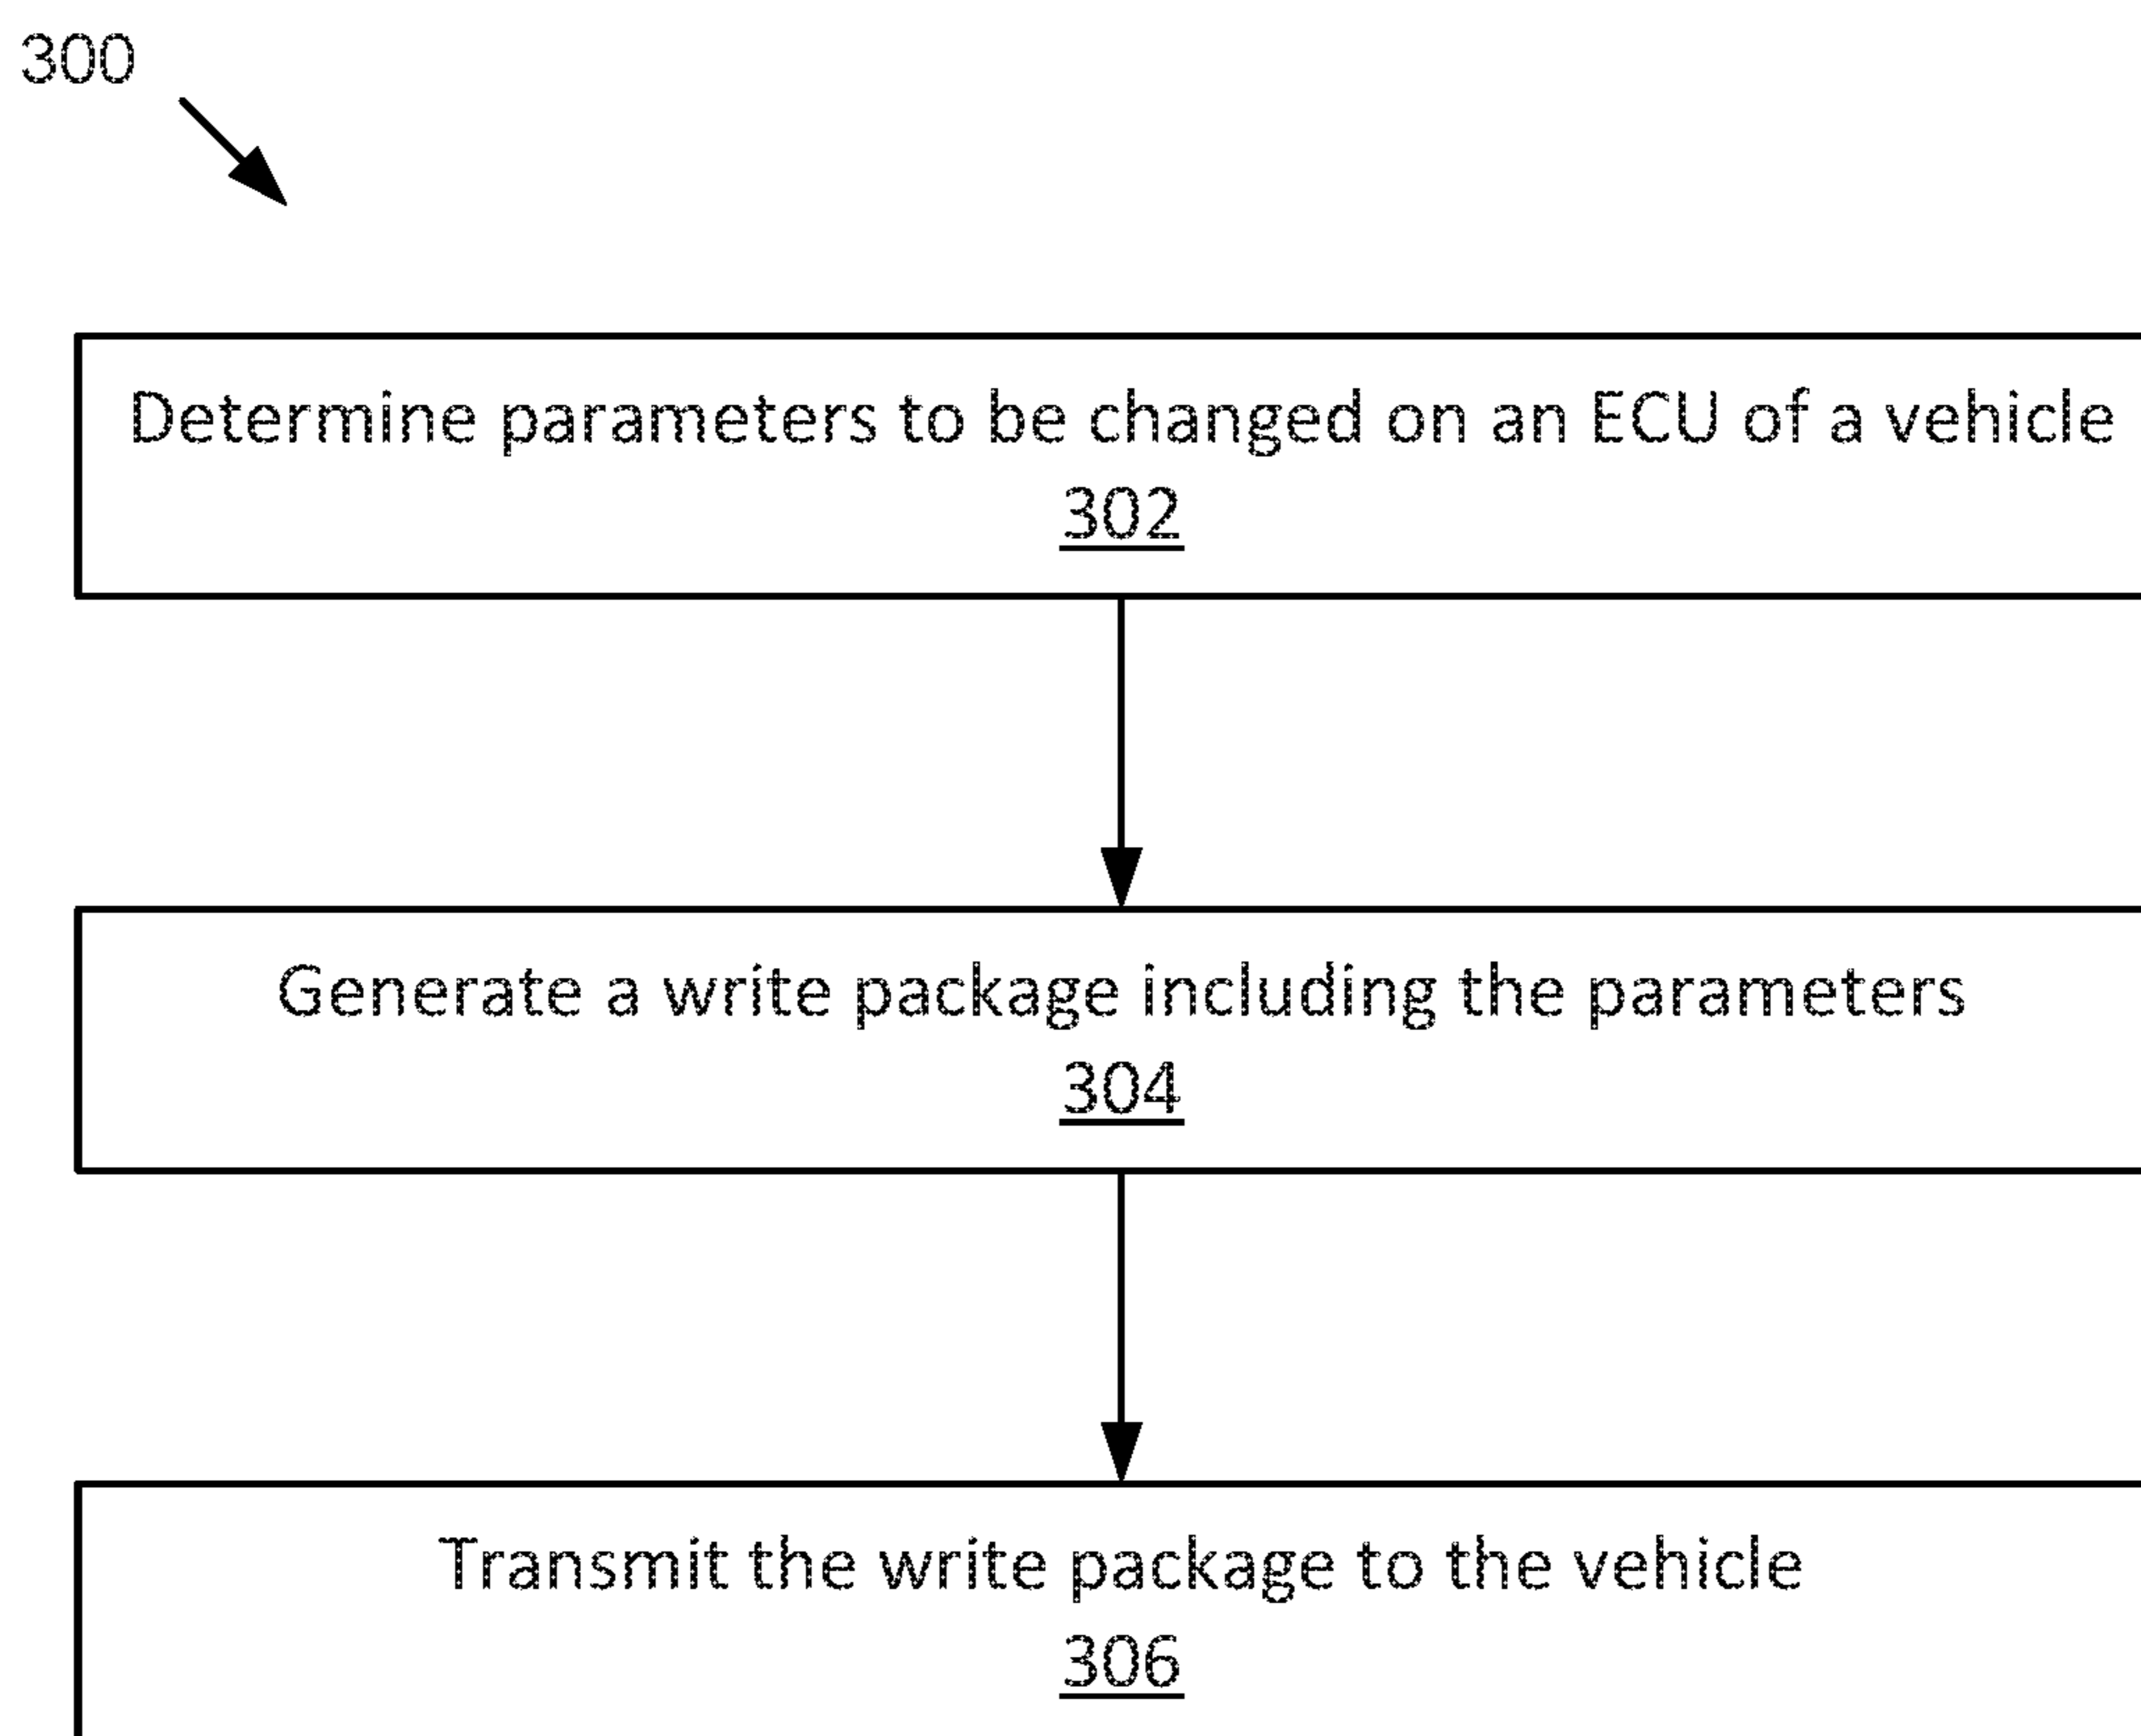 300
Determine parameters to be changed on an ECU of a vehicle
302
Generate a write package including the parameters
304
Transmit the write package to the vehicle
306